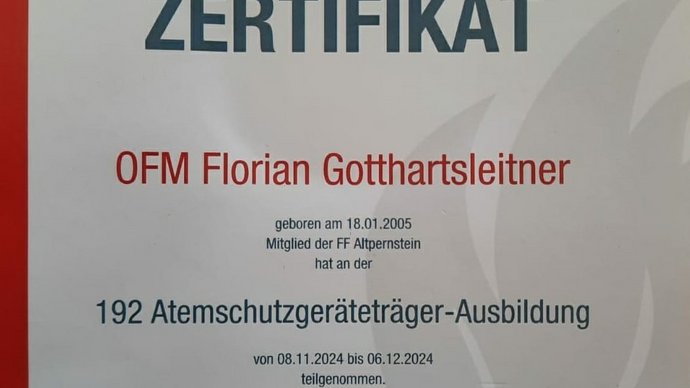 ZERTIFIKAT
OFM Florian Gotthartsleitner
geboren am 18.01.2005
Mitglied der FF Altpernstein
hat an der
192 Atemschutzgeräteträger-Ausbildung
von 08.11.2024 bis 06.12.2024
teilgenommen.